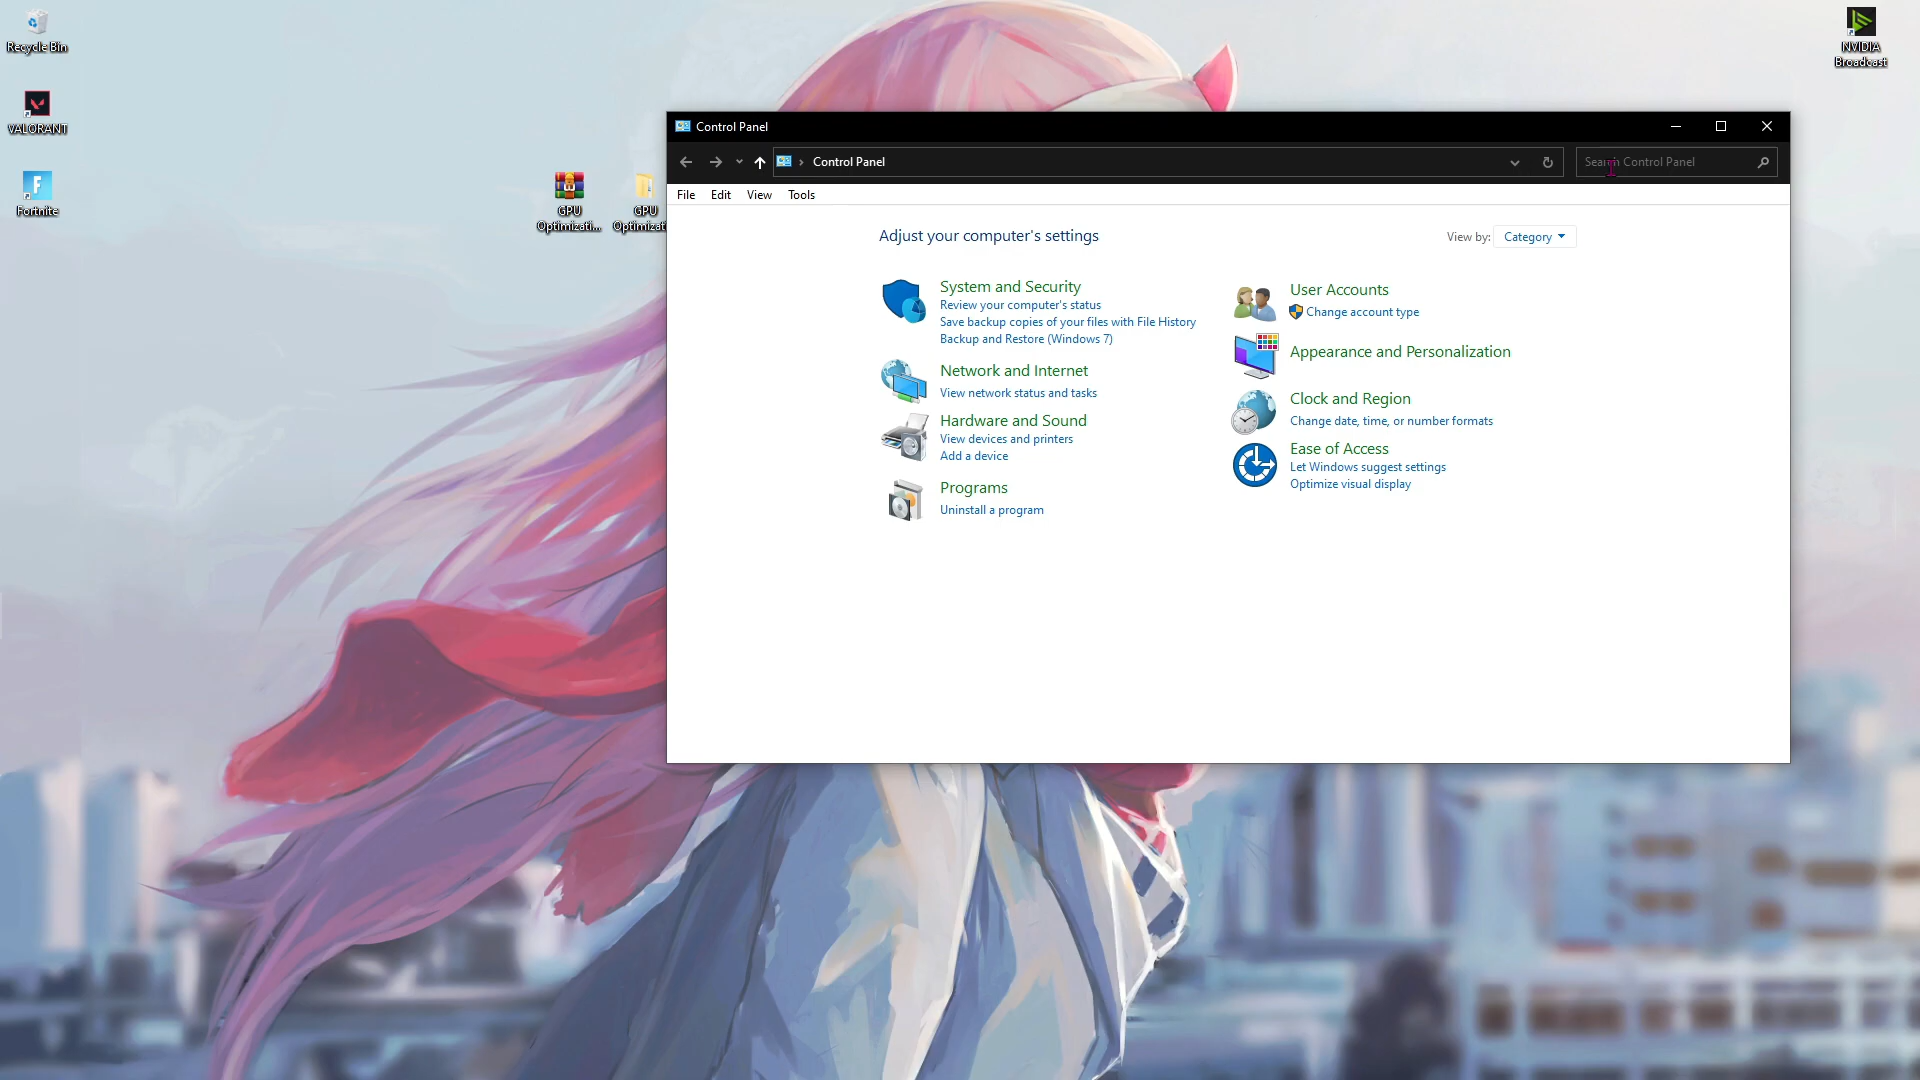 Recycle Bin
VALORANT
Fortnite
GPU
Optimizati...
GPU
Optimizati
NVIDIA
Broadcast
Control Panel
Control Panel
Search Control Panel
File Edit View Tools
Adjust your computer's settings
View by: Category
System and Security
Review your computer's status
Save backup copies of your files with File History
Backup and Restore (Windows 7)
Network and Internet
View network status and tasks
Hardware and Sound
View devices and printers
Add a device
Programs
Uninstall a program
User Accounts
Change account type
Appearance and Personalization
Clock and Region
Change date, time, or number formats
Ease of Access
Let Windows suggest settings
Optimize visual display